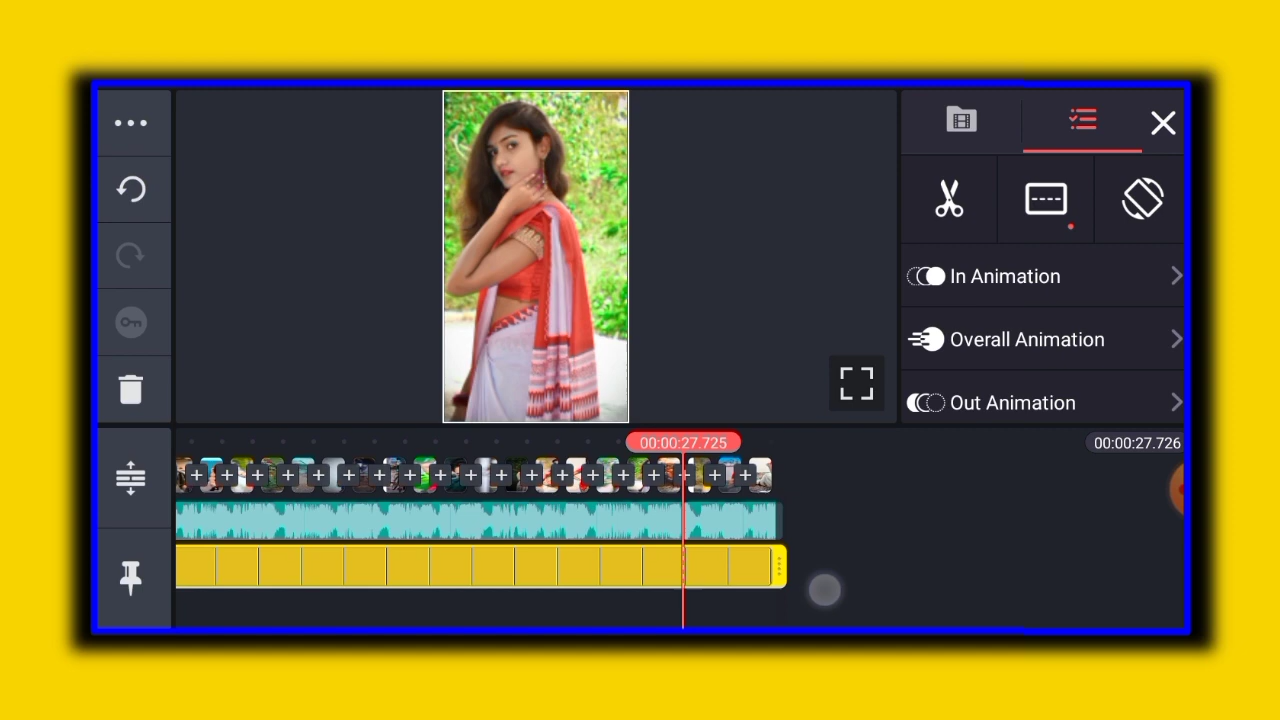 In Animation
Overall Animation
Out Animation
00:00:27.725
00:00:27.726